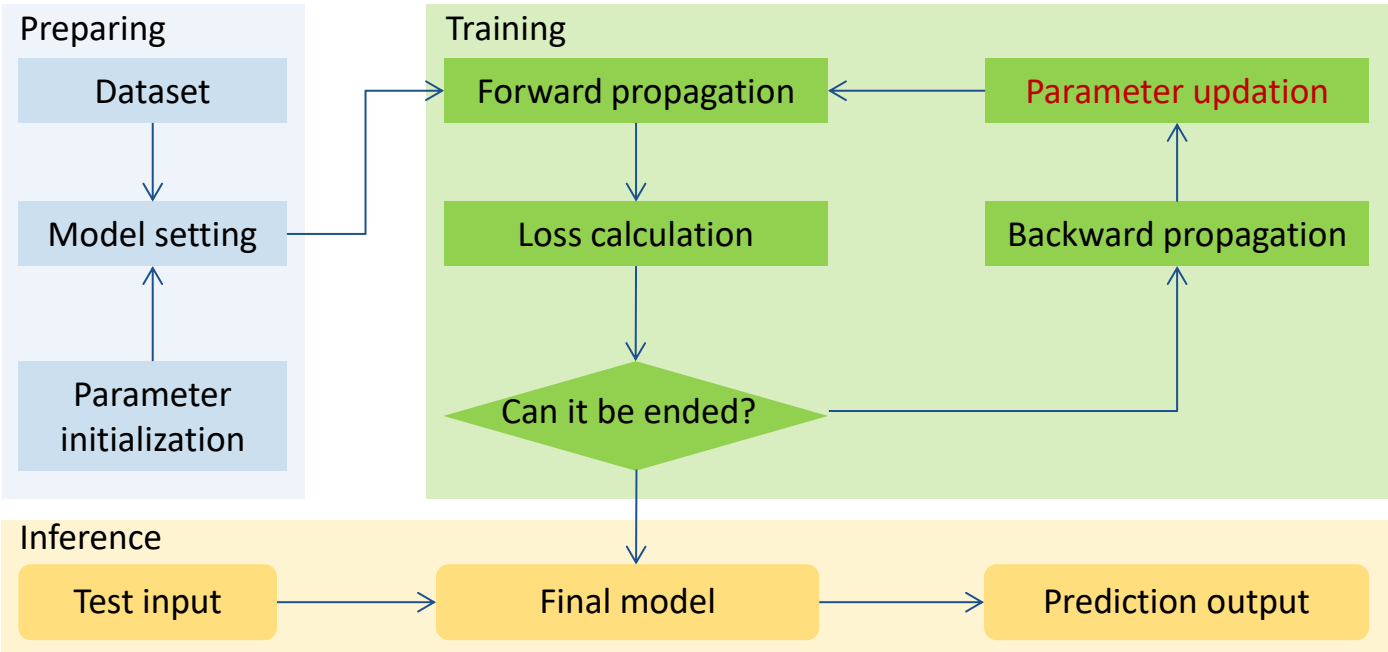 Preparing
Dataset
Model setting
Parameter
initialization
Training
Forward propagation
Parameter updation
Loss calculation
Backward propagation
Can it be ended?
Inference
Test input
Final model
Prediction output